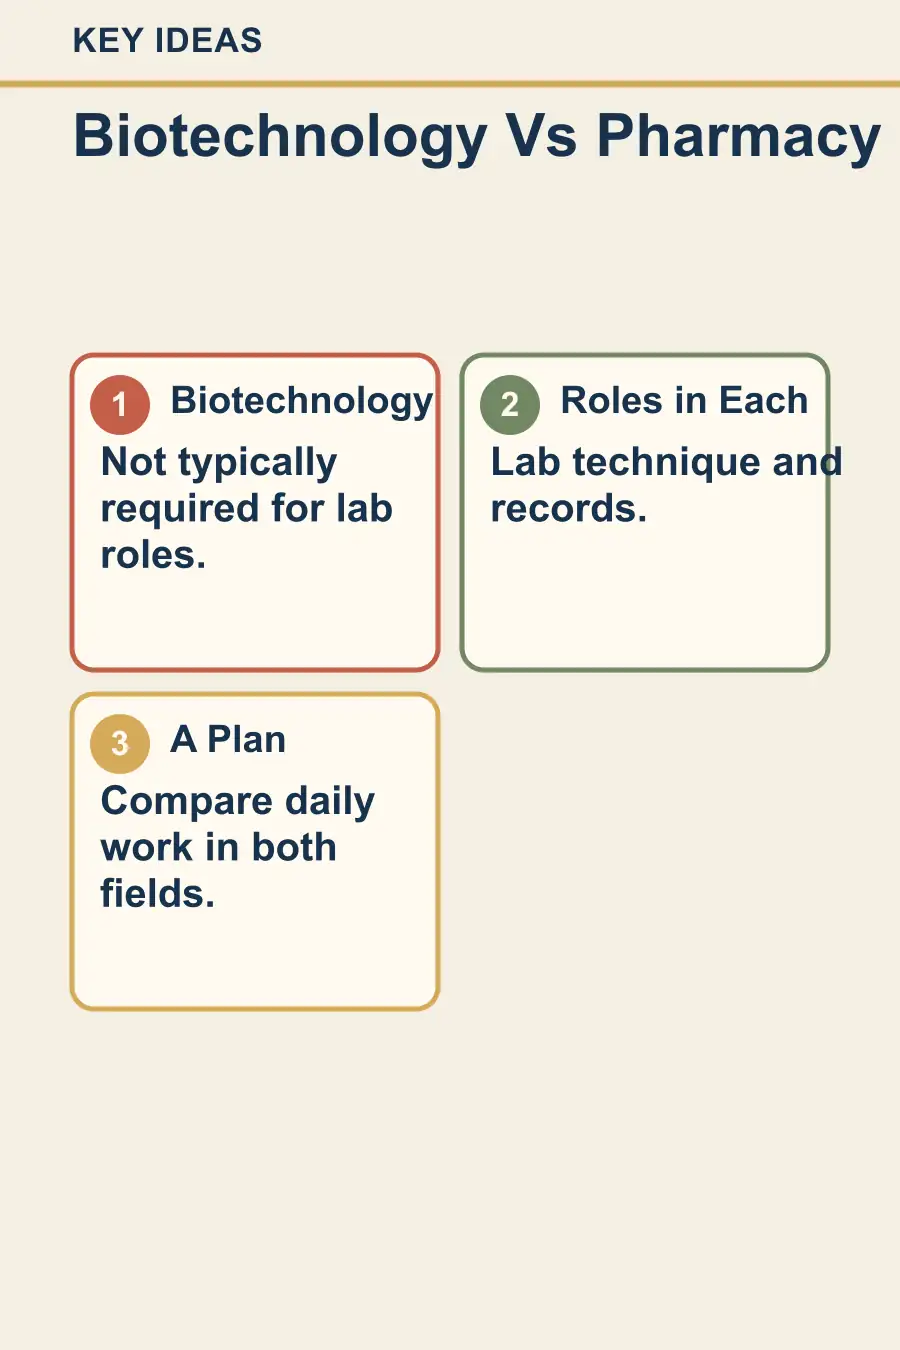 KEY IDEAS
Biotechnology Vs Pharmacy
1 Biotechnology
Not typically
required for lab
roles.
2 Roles in Each
Lab technique and
records.
3 A Plan
Compare daily
work in both
fields.